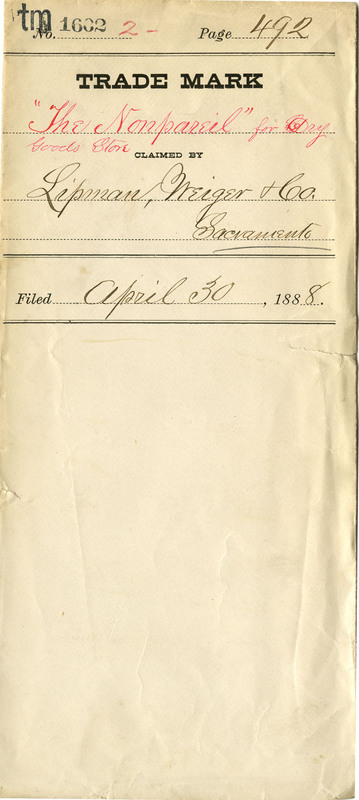 tm
No. 1602 2- Page 492
TRADE MARK
"The Nonpareil" for Dry
Goods Store
CLAIMED BY
Lipman, Weiger & Co.
Sacramento
Filed April 30, 1888.